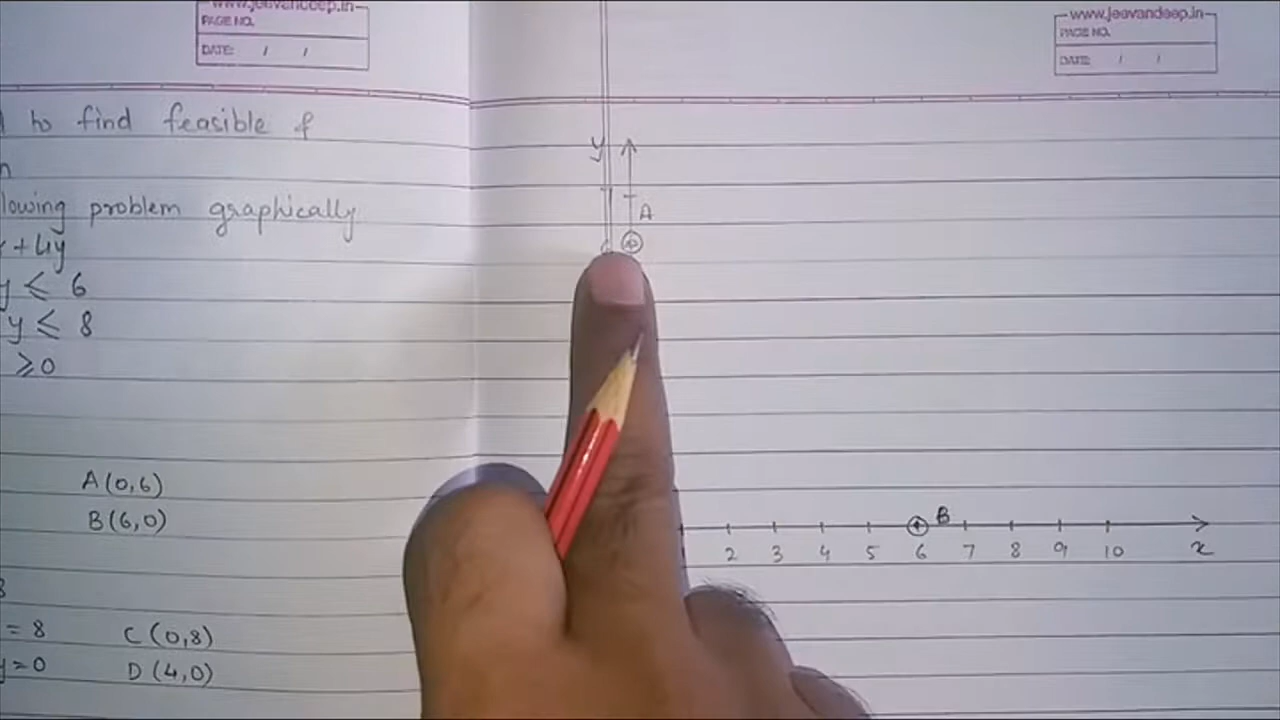 www.jeevandeep.in
PAGE NO.
DATE: / /
to find feasible
lowing problem graphically
+ 4y
y ⩽ 6
y ⩽ 8
⩾0
A(0,6)
B(6,0)
= 8
C(0,8)
y=0
D(4,0)
www.jeevandeep.in
PAGE NO.
DATE: / /
y
A
B
2 3 4 5 6 7 8 9 10
x